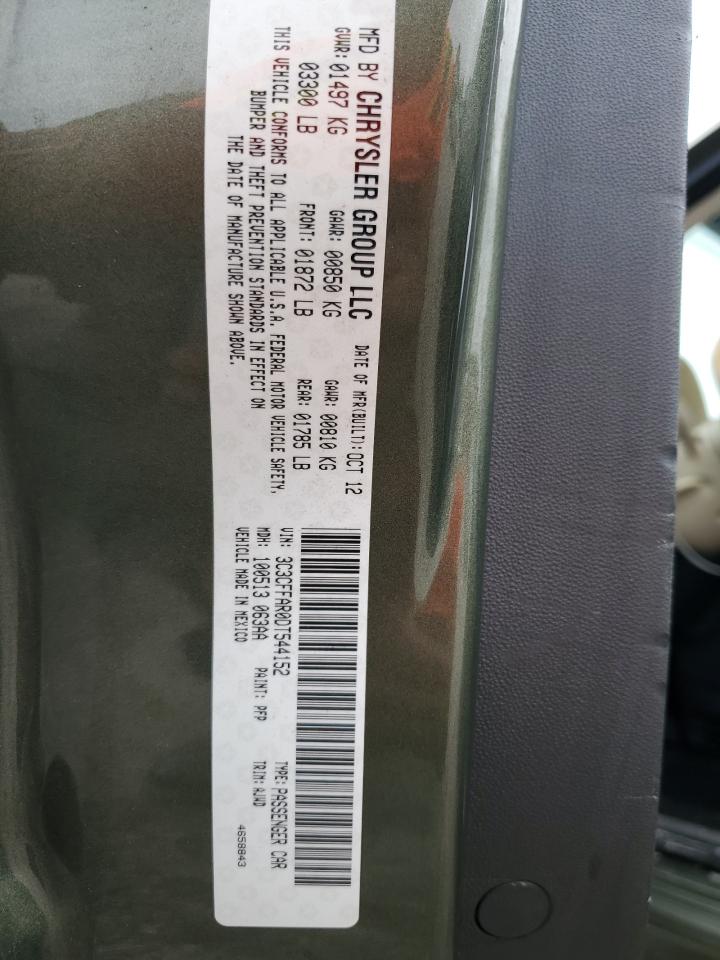 MFD BY CHRYSLER GROUP LLC DATE OF MFR(BUILT): OCT 12
GVWR: 01497 KG GAWR: 00850 KG GAWR: 00810 KG
03300 LB FRONT: 01872 LB REAR: 01785 LB
THIS VEHICLE CONFORMS TO ALL APPLICABLE U.S.A. FEDERAL MOTOR VEHICLE SAFETY,
BUMPER AND THEFT PREVENTION STANDARDS IN EFFECT ON
THE DATE OF MANUFACTURE SHOWN ABOVE.
VIN: 3C3CFFAR0DT544152 TYPE: PASSENGER CAR
MDH: 100513 063AA PAINT: PFP TRIM: AJWD
VEHICLE MADE IN MEXICO
4658843